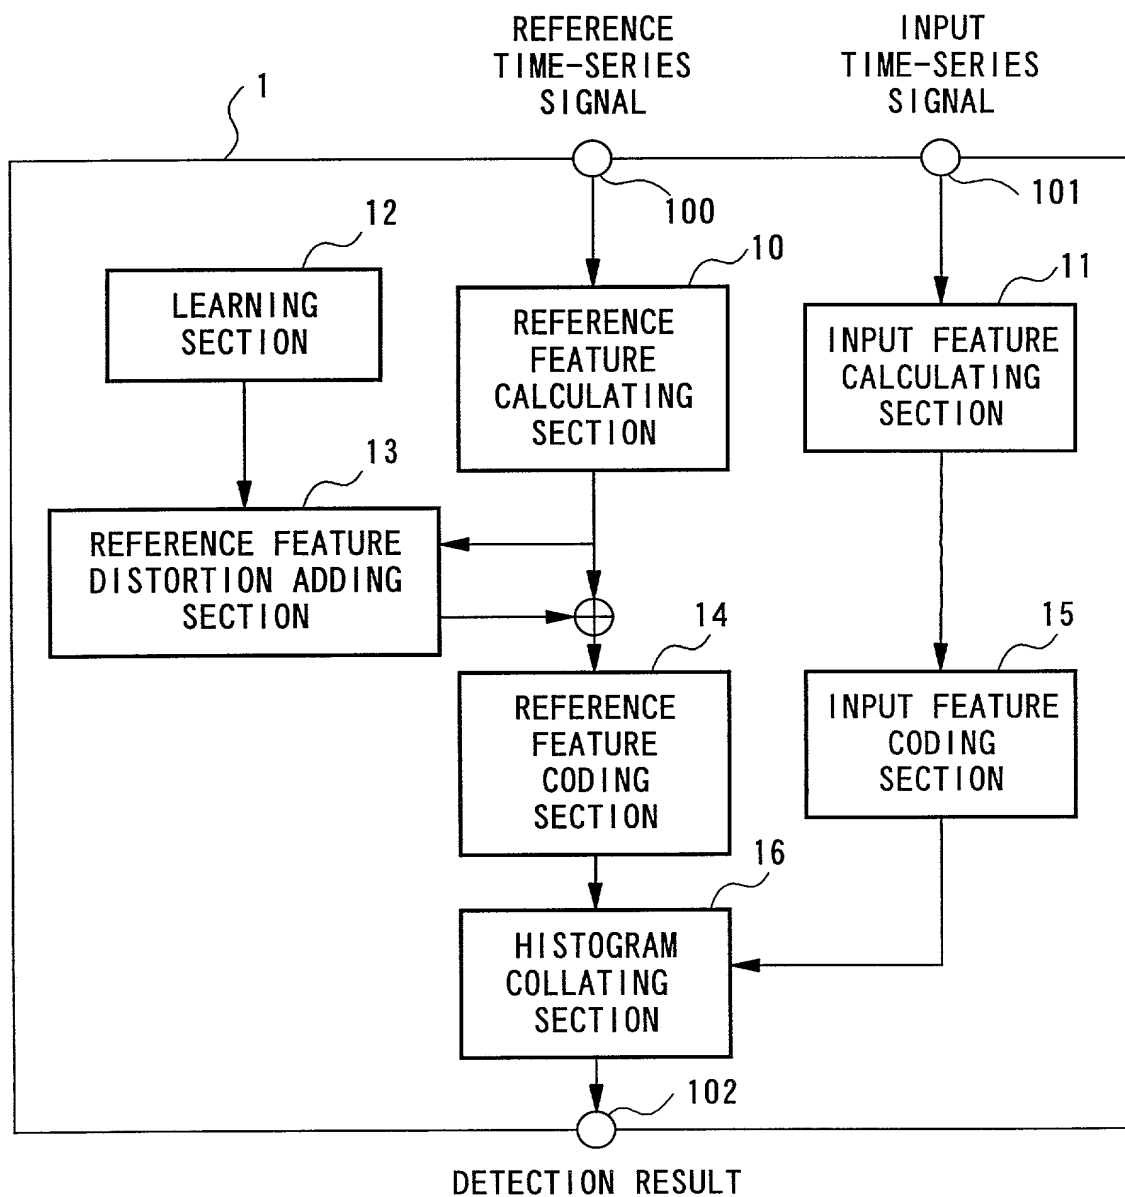 REFERENCE
TIME-SERIES
SIGNAL
INPUT
TIME-SERIES
SIGNAL
1
100
101
12
LEARNING
SECTION
10
REFERENCE
FEATURE
CALCULATING
SECTION
11
INPUT FEATURE
CALCULATING
SECTION
13
REFERENCE FEATURE
DISTORTION ADDING
SECTION
14
REFERENCE
FEATURE
CODING
SECTION
15
INPUT FEATURE
CODING
SECTION
16
HISTOGRAM
COLLATING
SECTION
102
DETECTION RESULT